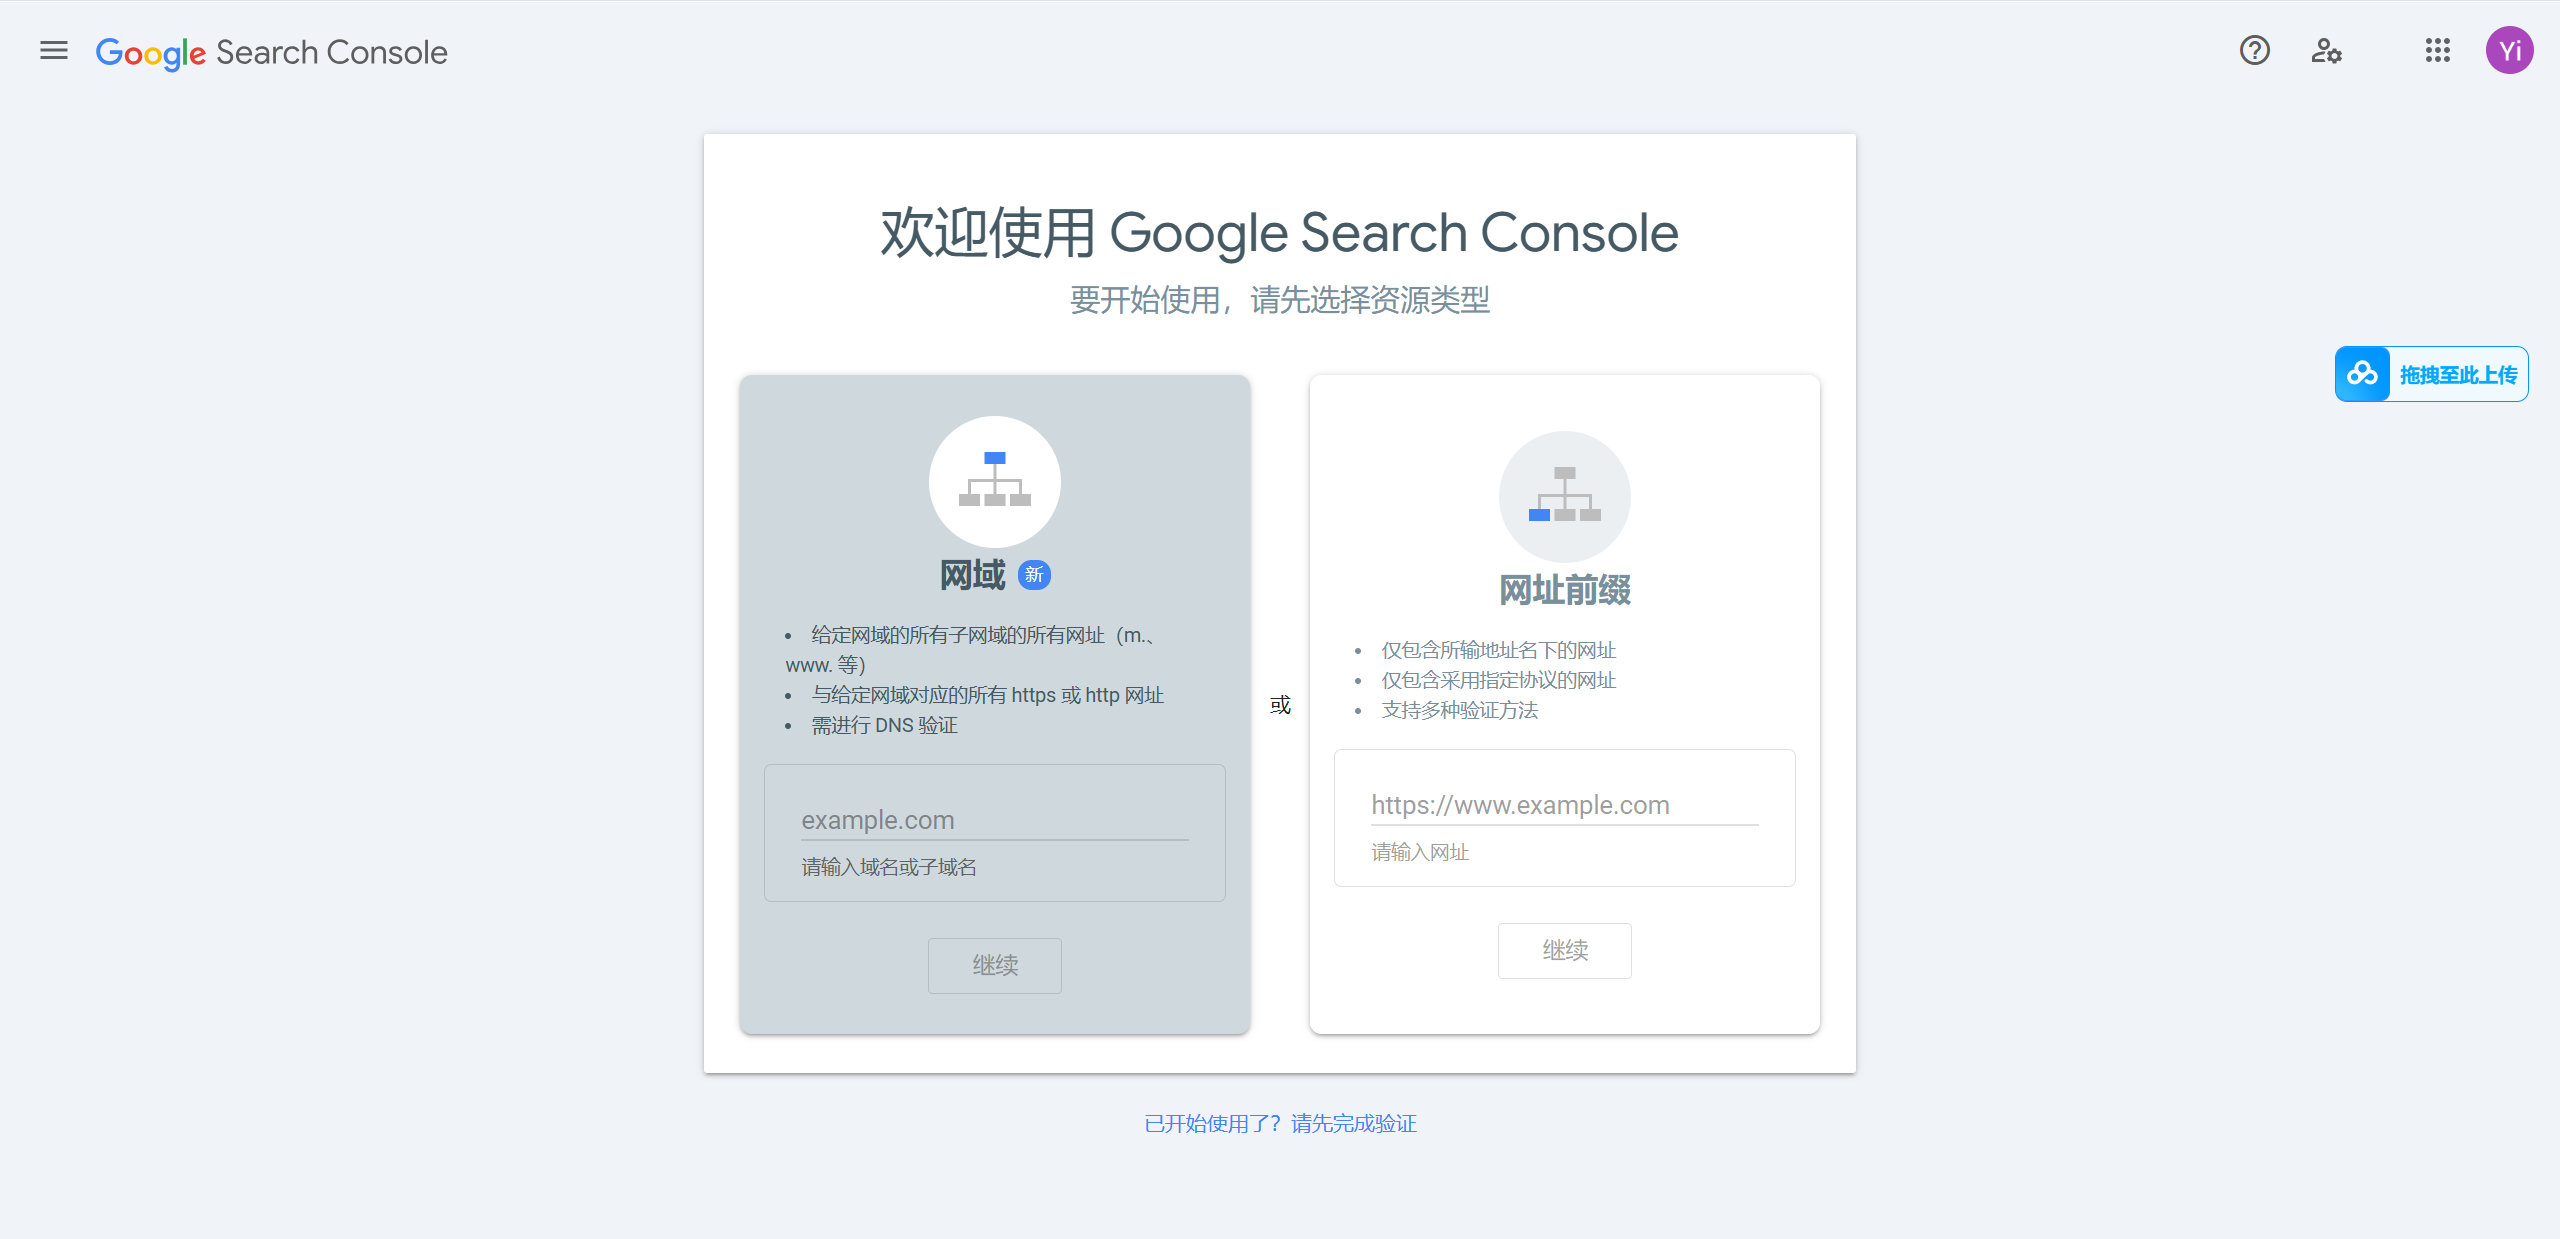 Google Search Console
Yi
欢迎使用 Google Search Console
要开始使用，请先选择资源类型
拖拽至此上传
网域 新
• 给定网域的所有子网域的所有网址（m.、
www. 等）
• 与给定网域对应的所有 https 或 http 网址
• 需进行 DNS 验证
example.com
请输入域名或子域名
继续
或
网址前缀
• 仅包含所输地址名下的网址
• 仅包含采用指定协议的网址
• 支持多种验证方法
https://www.example.com
请输入网址
继续
已开始使用了？请先完成验证